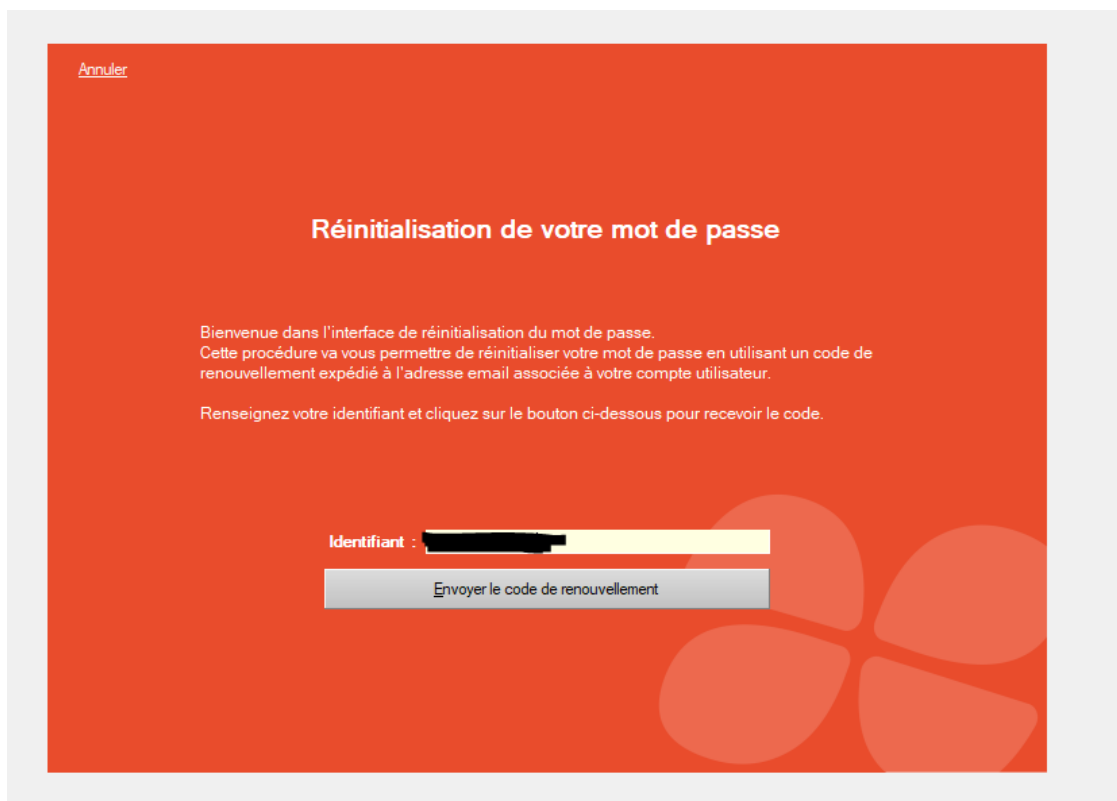 Annuler
Réinitialisation de votre mot de passe
Bienvenue dans l'interface de réinitialisation du mot de passe.
Cette procédure va vous permettre de réinitialiser votre mot de passe en utilisant un code de
renouvellement expédié à l'adresse email associée à votre compte utilisateur.
Renseignez votre identifiant et cliquez sur le bouton ci-dessous pour recevoir le code.
Identifiant :
Envoyer le code de renouvellement